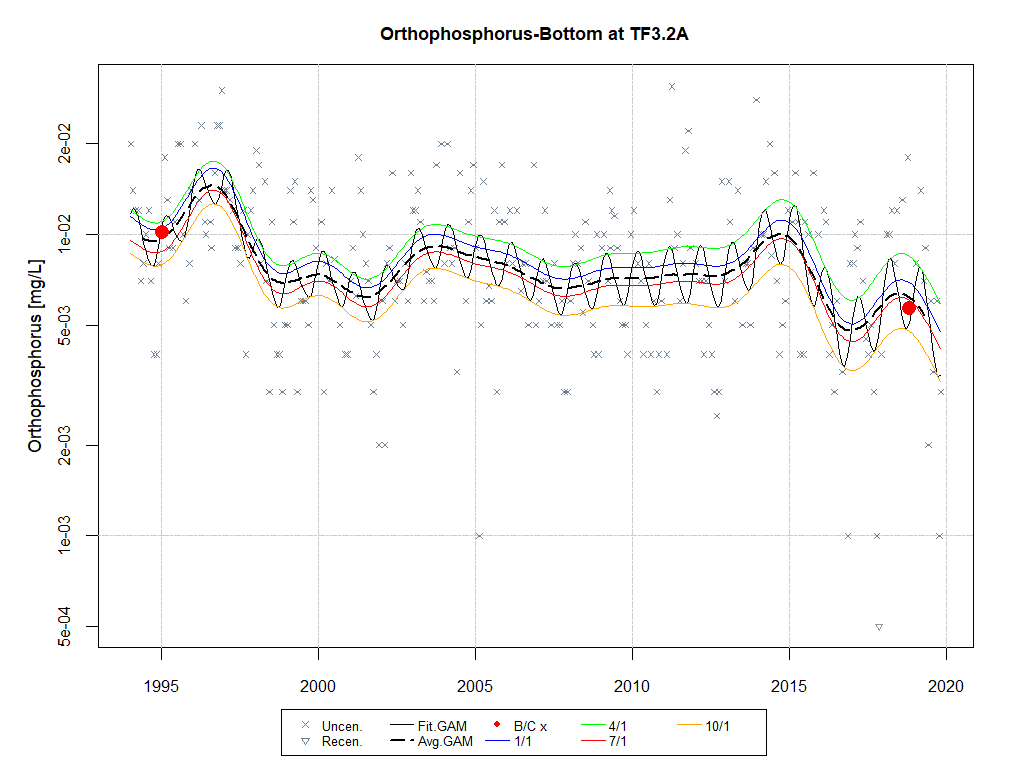 Orthophosphorus-Bottom at TF3.2A
Orthophosphorus [mg/L]
2e-02
1e-02
5e-03
2e-03
1e-03
5e-04
1995 2000 2005 2010 2015 2020
Uncen. Fit.GAM B/C x 4/1 10/1
Recen. Avg.GAM 1/1 7/1